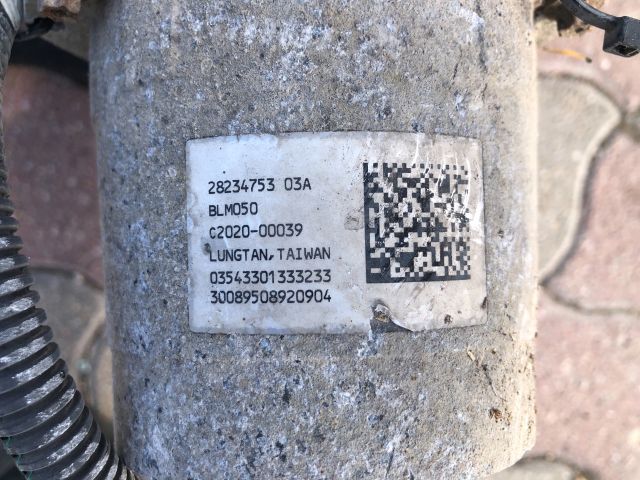 28234753 03A
BLM050
C2020-00039
LUNGTAN, TAIWAN
03543301333233
30089508920904